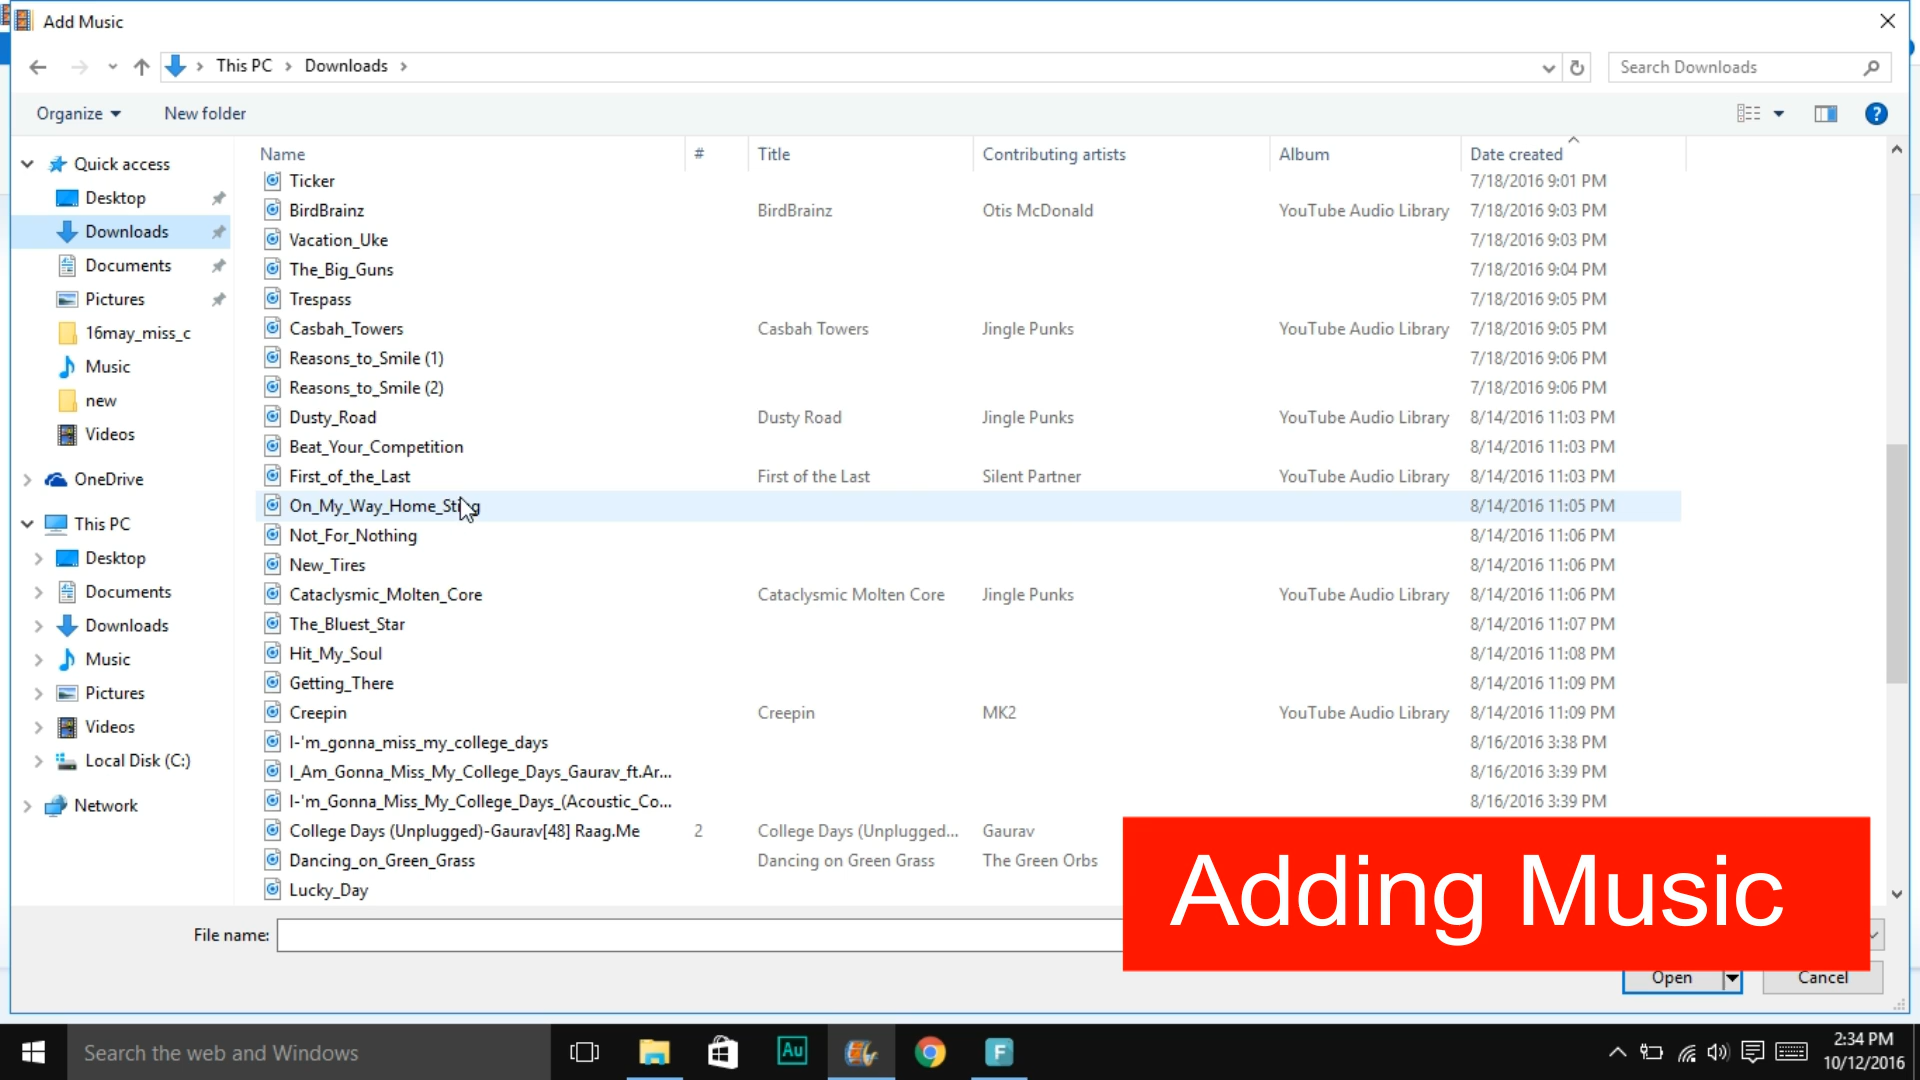 Add Music
This PC > Downloads >
Search Downloads
Organize New folder
Name # Title Contributing artists Album Date created
Ticker 7/18/2016 9:01 PM
BirdBrainz BirdBrainz Otis McDonald YouTube Audio Library 7/18/2016 9:03 PM
Vacation_Uke 7/18/2016 9:03 PM
The_Big_Guns 7/18/2016 9:04 PM
Trespass 7/18/2016 9:05 PM
Casbah_Towers Casbah Towers Jingle Punks YouTube Audio Library 7/18/2016 9:05 PM
Reasons_to_Smile (1) 7/18/2016 9:06 PM
Reasons_to_Smile (2) 7/18/2016 9:06 PM
Dusty_Road Dusty Road Jingle Punks YouTube Audio Library 8/14/2016 11:03 PM
Beat_Your_Competition 8/14/2016 11:03 PM
First_of_the_Last First of the Last Silent Partner YouTube Audio Library 8/14/2016 11:03 PM
On_My_Way_Home_Sting 8/14/2016 11:05 PM
Not_For_Nothing 8/14/2016 11:06 PM
New_Tires 8/14/2016 11:06 PM
Cataclysmic_Molten_Core Cataclysmic Molten Core Jingle Punks YouTube Audio Library 8/14/2016 11:06 PM
The_Bluest_Star 8/14/2016 11:07 PM
Hit_My_Soul 8/14/2016 11:08 PM
Getting_There 8/14/2016 11:09 PM
Creepin Creepin MK2 YouTube Audio Library 8/14/2016 11:09 PM
I-'m_gonna_miss_my_college_days 8/16/2016 3:38 PM
I_Am_Gonna_Miss_My_College_Days_Gaurav_ft.Ar... 8/16/2016 3:39 PM
I-'m_Gonna_Miss_My_College_Days_(Acoustic_Co... 8/16/2016 3:39 PM
College Days (Unplugged)-Gaurav[48] Raag.Me 2 College Days (Unplugged... Gaurav
Dancing_on_Green_Grass Dancing on Green Grass The Green Orbs
Lucky_Day
Quick access
Desktop
Downloads
Documents
Pictures
16may_miss_c
Music
new
Videos
OneDrive
This PC
Desktop
Documents
Downloads
Music
Pictures
Videos
Local Disk (C:)
Network
File name:
Adding Music
Open Cancel
Search the web and Windows
Au
F
2:34 PM
10/12/2016